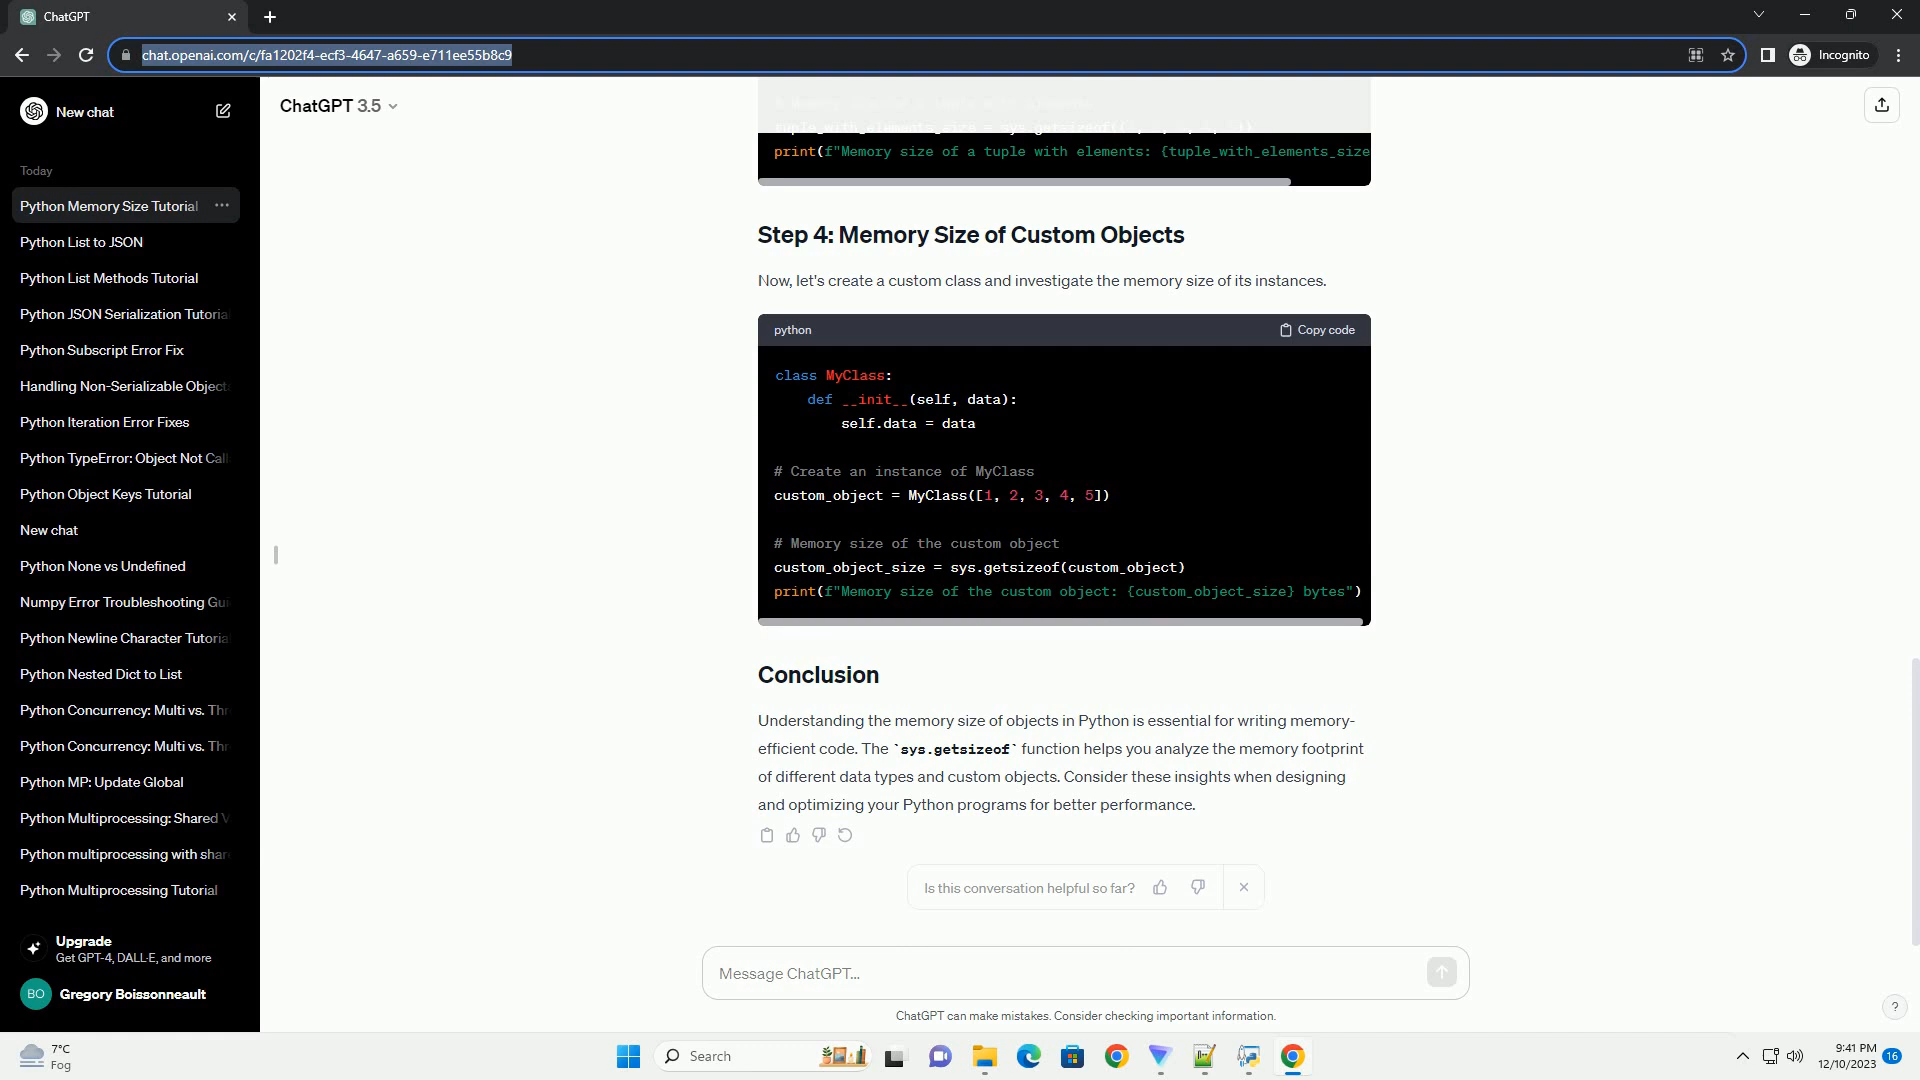 ChatGPT
chat.openai.com/c/fa1202f4-ecf3-4647-a659-e711ee55b8c9
Incognito
New chat
Today
Python Memory Size Tutorial
Python List to JSON
Python List Methods Tutorial
Python JSON Serialization Tutoria
Python Subscript Error Fix
Handling Non-Serializable Object
Python Iteration Error Fixes
Python TypeError: Object Not Cal
Python Object Keys Tutorial
New chat
Python None vs Undefined
Numpy Error Troubleshooting Gui
Python Newline Character Tutoria
Python Nested Dict to List
Python Concurrency: Multi vs. Thr
Python Concurrency: Multi vs. Thr
Python MP: Update Global
Python Multiprocessing: Shared V
Python multiprocessing with shar
Python Multiprocessing Tutorial
Upgrade
Get GPT-4, DALL·E, and more
BO
Gregory Boissonneault
ChatGPT 3.5
tuple_with_elements_size = sys.getsizeof((
print(f"Memory size of a tuple with elements: {tuple_with_elements_size
Step 4: Memory Size of Custom Objects
Now, let's create a custom class and investigate the memory size of its instances.
python
Copy code
class MyClass:
def __init__(self, data):
self.data = data
# Create an instance of MyClass
custom_object = MyClass([1, 2, 3, 4, 5])
# Memory size of the custom object
custom_object_size = sys.getsizeof(custom_object)
print(f"Memory size of the custom object: {custom_object_size} bytes")
Conclusion
Understanding the memory size of objects in Python is essential for writing memory-
efficient code. The `sys.getsizeof` function helps you analyze the memory footprint
of different data types and custom objects. Consider these insights when designing
and optimizing your Python programs for better performance.
Is this conversation helpful so far?
Message ChatGPT...
ChatGPT can make mistakes. Consider checking important information.
?
7°C
Fog
Search
9:41 PM
12/10/2023
16